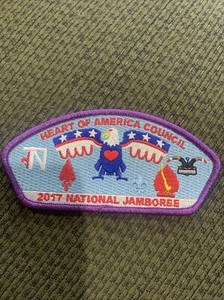 HEART OF AMERICA COUNCIL
2017 NATIONAL JAMBOREE